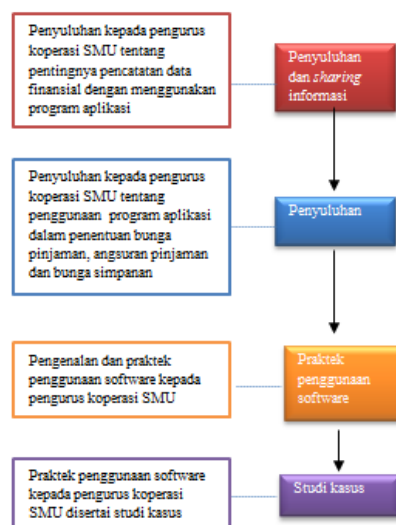 Penyuluhan kepada pengurus
koperasi SMU tentang
pentingnya pencatatan data
finansial dengan menggunakan
program aplikasi
Penyuluhan
dan sharing
informasi
Penyuluhan kepada pengurus
koperasi SMU tentang
penggunaan program aplikasi
dalam penentuan bunga
pinjaman, angsuran pinjaman
dan bunga simpanan
Penyuluhan
Pengenalan dan praktek
penggunaan software kepada
pengurus koperasi SMU
Praktek
penggunaan
software
Praktek penggunaan software
kepada pengurus koperasi
SMU disertai studi kasus
Studi kasus